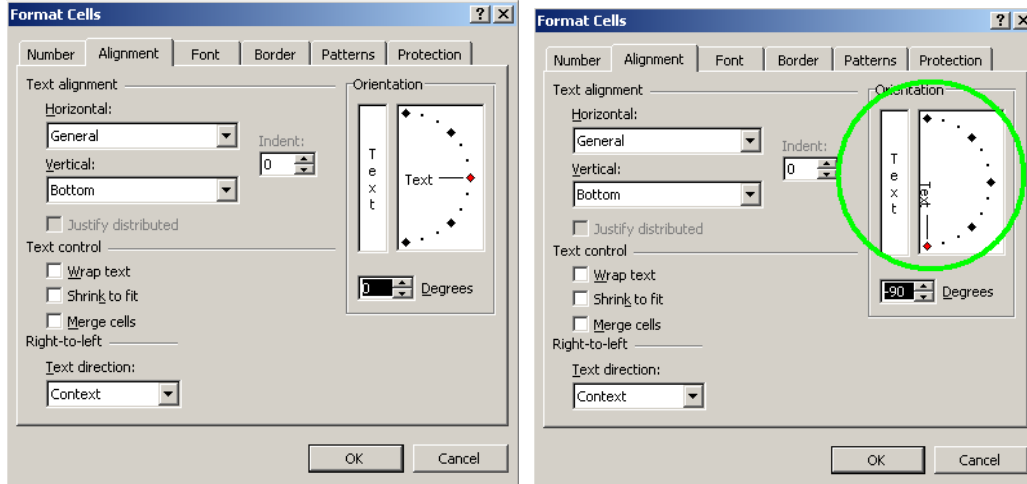 Format Cells
Number Alignment Font Border Patterns Protection
Text alignment
Horizontal:
General
Indent:
0
Vertical:
Bottom
Justify distributed
Text control
Wrap text
Shrink to fit
Merge cells
Right-to-left
Text direction:
Context
Orientation
Text
Text
0 Degrees
OK Cancel
Format Cells
Number Alignment Font Border Patterns Protection
Text alignment
Horizontal:
General
Indent:
0
Vertical:
Bottom
Justify distributed
Text control
Wrap text
Shrink to fit
Merge cells
Right-to-left
Text direction:
Context
Orientation
Text
Text
-90 Degrees
OK Cancel